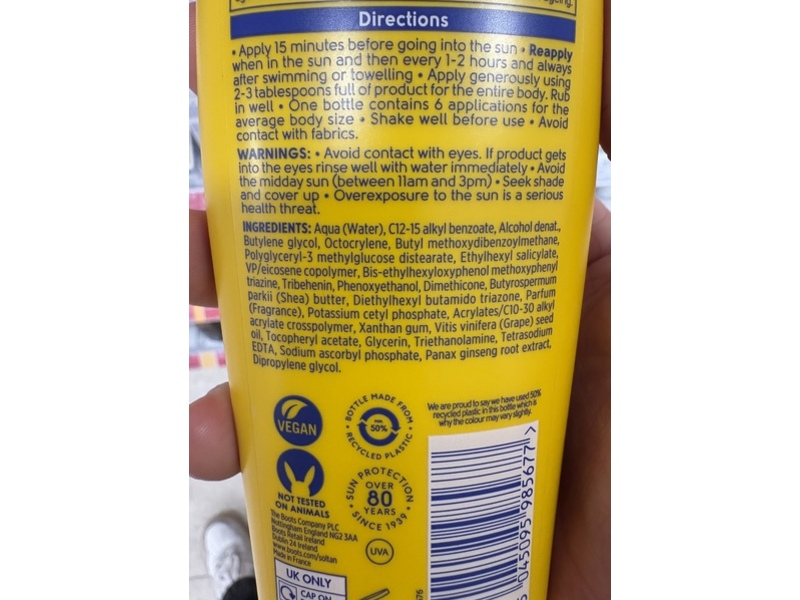 ageing.
Directions
• Apply 15 minutes before going into the sun • Reapply
when in the sun and then every 1-2 hours and always
after swimming or towelling • Apply generously using
2-3 tablespoons full of product for the entire body. Rub
in well • One bottle contains 6 applications for the
average body size • Shake well before use • Avoid
contact with fabrics.
WARNINGS: • Avoid contact with eyes. If product gets
into the eyes rinse well with water immediately • Avoid
the midday sun (between 11am and 3pm) • Seek shade
and cover up • Overexposure to the sun is a serious
health threat.
INGREDIENTS: Aqua (Water), C12-15 alkyl benzoate, Alcohol denat.,
Butylene glycol, Octocrylene, Butyl methoxydibenzoylmethane,
Polyglyceryl-3 methylglucose distearate, Ethylhexyl salicylate,
VP/eicosene copolymer, Bis-ethylhexyloxyphenol methoxyphenyl
triazine, Tribehenin, Phenoxyethanol, Dimethicone, Butyrospermum
parkii (Shea) butter, Diethylhexyl butamido triazone, Parfum
(Fragrance), Potassium cetyl phosphate, Acrylates/C10-30 alkyl
acrylate crosspolymer, Xanthan gum, Vitis vinifera (Grape) seed
oil, Tocopheryl acetate, Glycerin, Triethanolamine, Tetrasodium
EDTA, Sodium ascorbyl phosphate, Panax ginseng root extract,
Dipropylene glycol.
VEGAN
• BOTTLE MADE FROM •
50%
RECYCLED PLASTIC
We are proud to say we have used 50%
recycled plastic in this bottle which is
why the colour may vary slightly.
NOT TESTED
ON ANIMALS
SUN PROTECTION
OVER
80
YEARS
• SINCE 1939 •
The Boots Company PLC
Nottingham England NG2 3AA
Boots Retail Ireland
Dublin 24 Ireland
www.boots.com/soltan
Made in France
UVA
UK ONLY
CAP ON
5 045095 985677 >